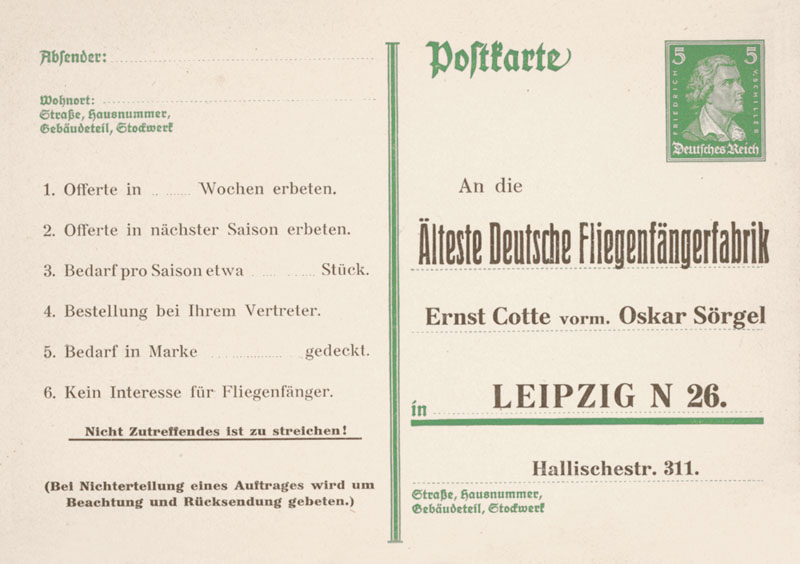 Absender:
Wohnort:
Straße, Hausnummer,
Gebäudeteil, Stockwerk
1. Offerte in .. ........ Wochen erbeten.
2. Offerte in nächster Saison erbeten.
3. Bedarf pro Saison etwa ..... ...... Stück.
4. Bestellung bei Ihrem Vertreter.
5. Bedarf in Marke .................... gedeckt.
6. Kein Interesse für Fliegenfänger.
Nicht Zutreffendes ist zu streichen!
(Bei Nichterteilung eines Auftrages wird um
Beachtung und Rücksendung gebeten.)
Postkarte
5 5
FRIEDRICH V. SCHILLER
Deutsches Reich
An die
Älteste Deutsche Fliegenfängerfabrik
Ernst Cotte vorm. Oskar Sörgel
in LEIPZIG N 26.
Hallischestr. 311.
Straße, Hausnummer,
Gebäudeteil, Stockwerk